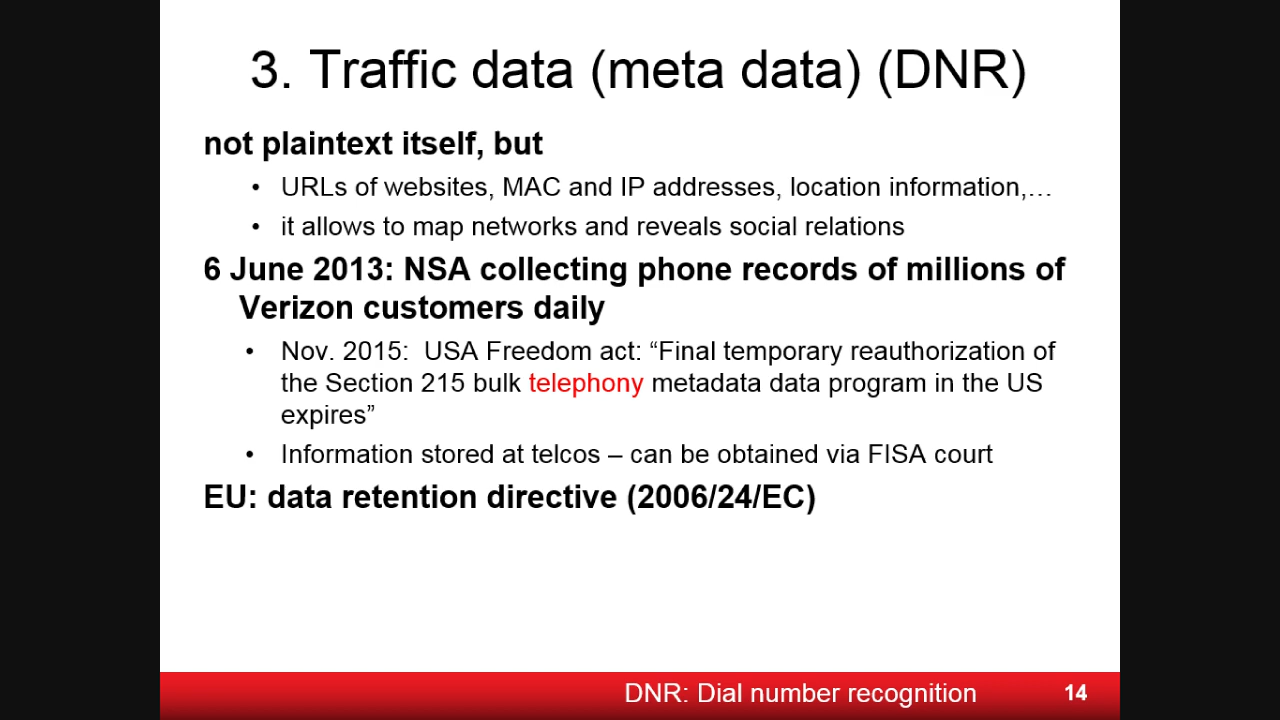 3. Traffic data (meta data) (DNR)
not plaintext itself, but
• URLs of websites, MAC and IP addresses, location information,…
• it allows to map networks and reveals social relations
6 June 2013: NSA collecting phone records of millions of
Verizon customers daily
• Nov. 2015:  USA Freedom act: “Final temporary reauthorization of
the Section 215 bulk telephony metadata data program in the US
expires”
• Information stored at telcos – can be obtained via FISA court
EU: data retention directive (2006/24/EC)
DNR: Dial number recognition 14